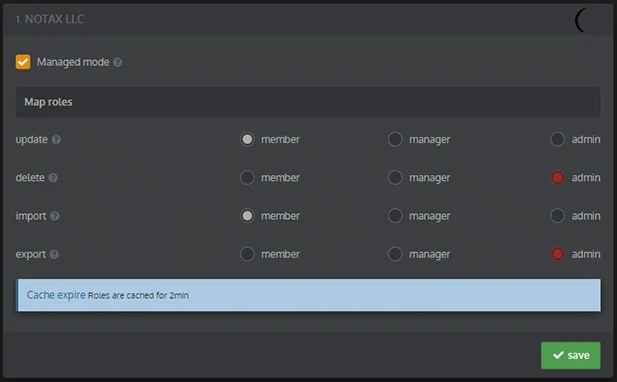 1. NOTAX LLC
Managed mode
Map roles
update member manager admin
delete member manager admin
import member manager admin
export member manager admin
Cache expire Roles are cached for 2min
save